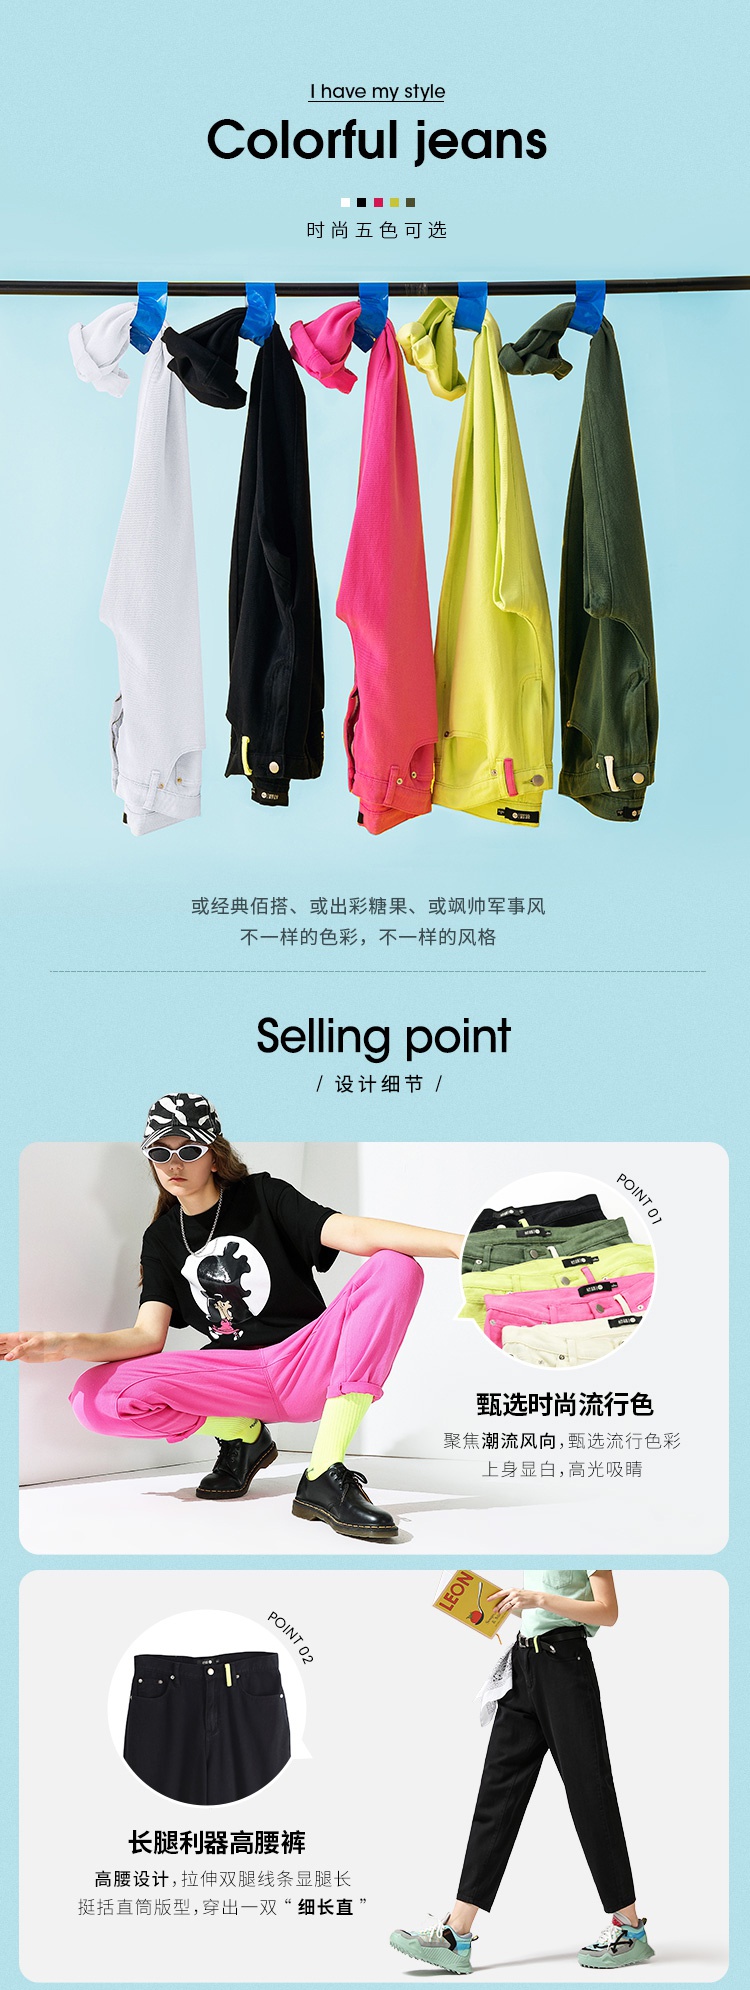 I have my style
Colorful jeans
时尚五色可选
或经典佰搭、或出彩糖果、或飒帅军事风
不一样的色彩，不一样的风格
Selling point
/ 设计细节 /
POINT 01
甄选时尚流行色
聚焦潮流风向，甄选流行色彩
上身显白，高光吸睛
LEON
POINT 02
长腿利器高腰裤
高腰设计，拉伸双腿线条显腿长
挺括直筒版型，穿出一双“细长直”